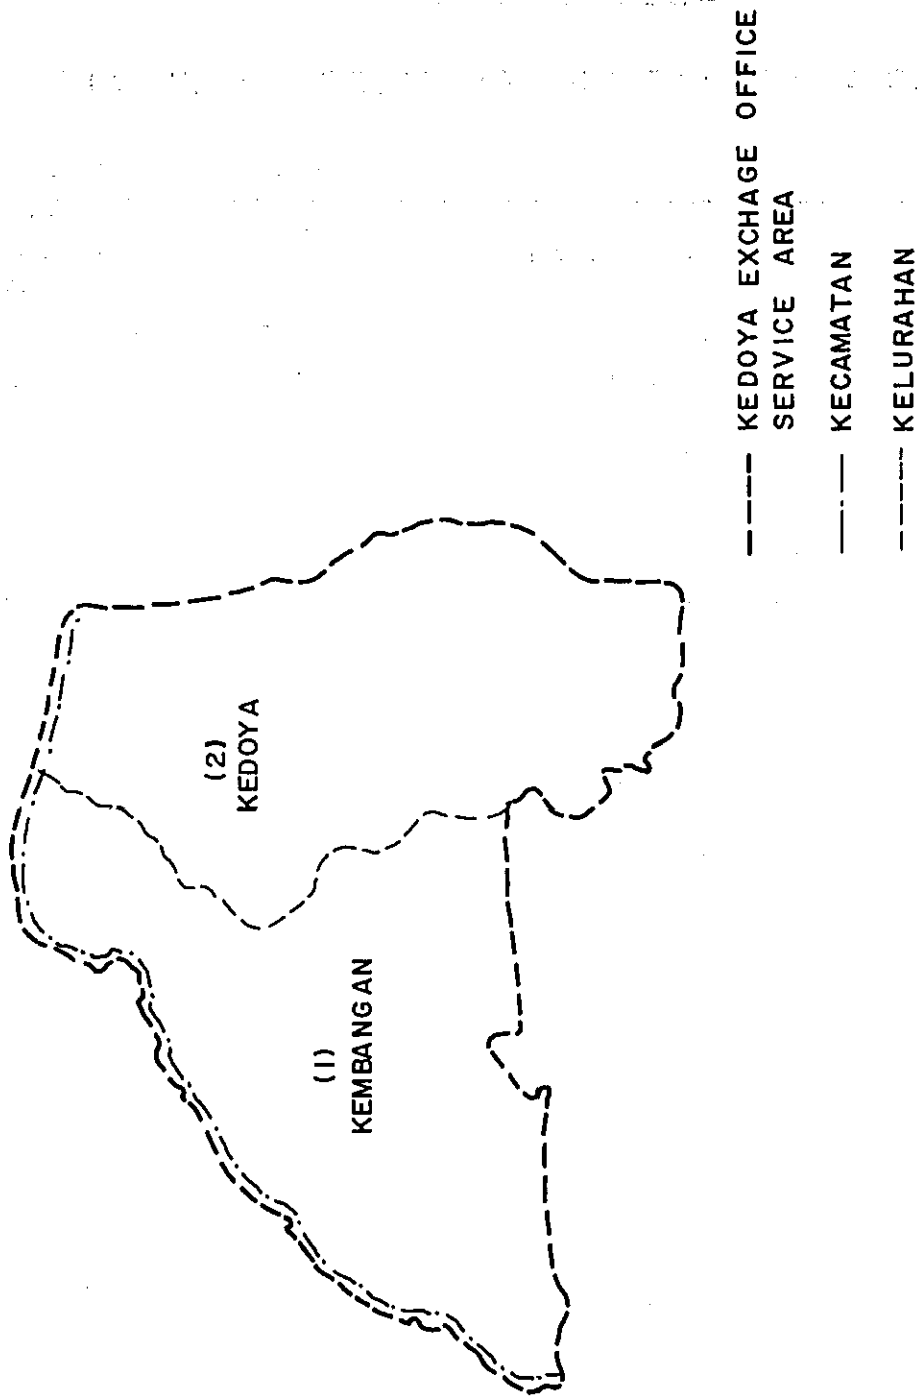 (2)
KEDOYA
(1)
KEMBANGAN
KEDOYA EXCHAGE OFFICE
SERVICE AREA
KECAMATAN
KELURAHAN